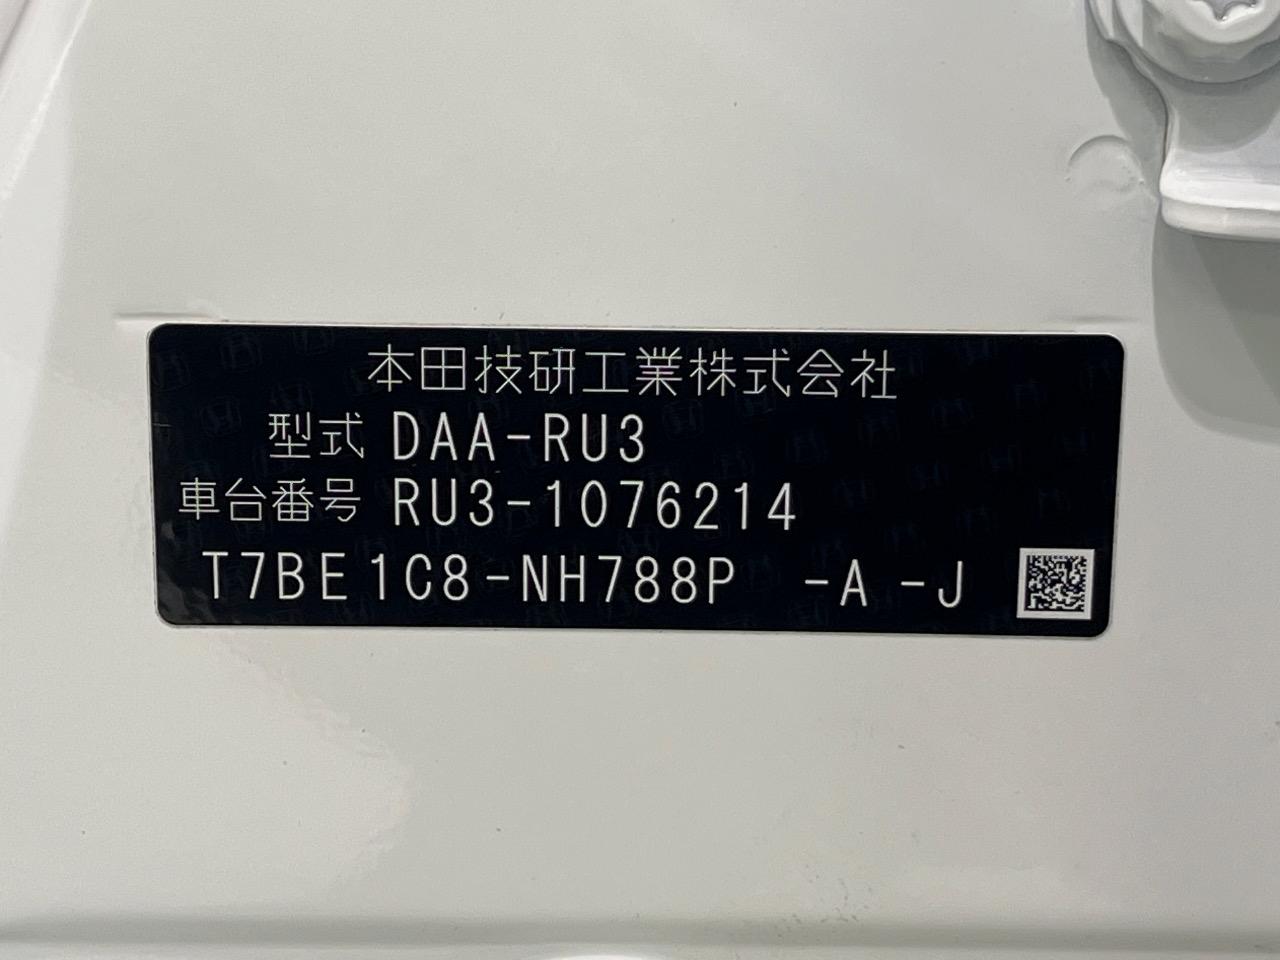 本田技研工業株式会社
型式 DAA-RU3
車台番号 RU3-1076214
T7BE1C8-NH788P -A -J